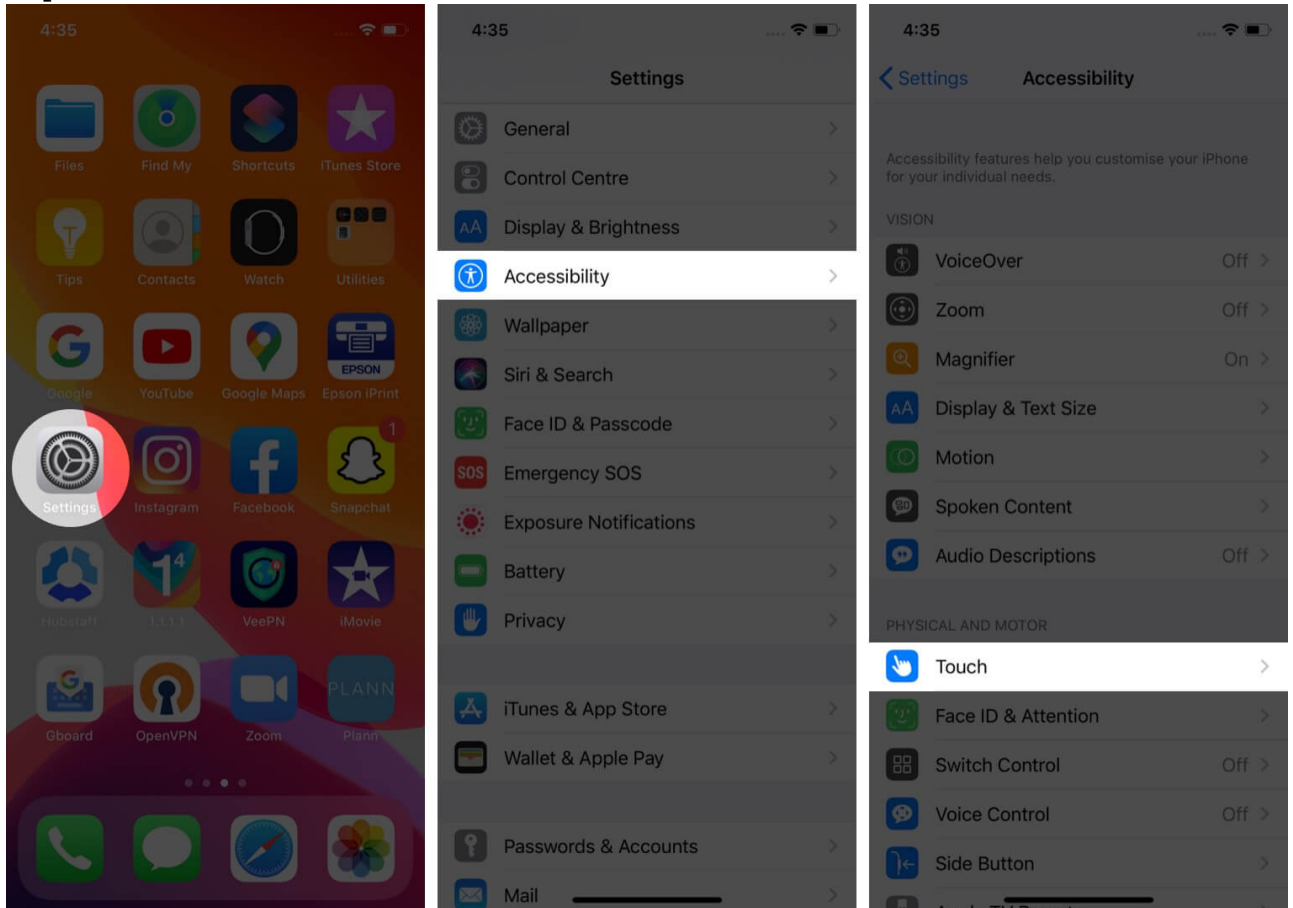 4:35
Files
Find My
Shortcuts
iTunes Store
Tips
Contacts
Watch
Utilities
EPSON
Google
YouTube
Google Maps
Epson iPrint
1
Settings
Instagram
Facebook
Snapchat
14
Hubstaff
1.1.1.1
VeePN
iMovie
PLANN
Gboard
OpenVPN
Zoom
Plann
4:35
Settings
General
Control Centre
AA Display & Brightness
Accessibility
Wallpaper
Siri & Search
Face ID & Passcode
SOS Emergency SOS
Exposure Notifications
Battery
Privacy
iTunes & App Store
Wallet & Apple Pay
Passwords & Accounts
Mail
4:35
Settings Accessibility
Accessibility features help you customise your iPhone
for your individual needs.
VISION
VoiceOver Off
Zoom Off
Magnifier On
AA Display & Text Size
Motion
Spoken Content
Audio Descriptions Off
PHYSICAL AND MOTOR
Touch
Face ID & Attention
Switch Control Off
Voice Control Off
Side Button